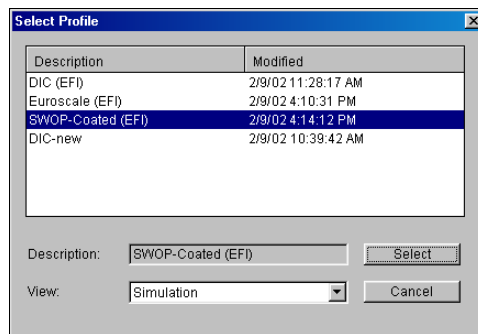 Select Profile
Description Modified
DIC (EFI) 2/9/02 11:28:17 AM
Euroscale (EFI) 2/9/02 4:10:31 PM
SWOP-Coated (EFI) 2/9/02 4:14:12 PM
DIC-new 2/9/02 10:39:42 AM
Description: SWOP-Coated (EFI) Select
View: Simulation Cancel